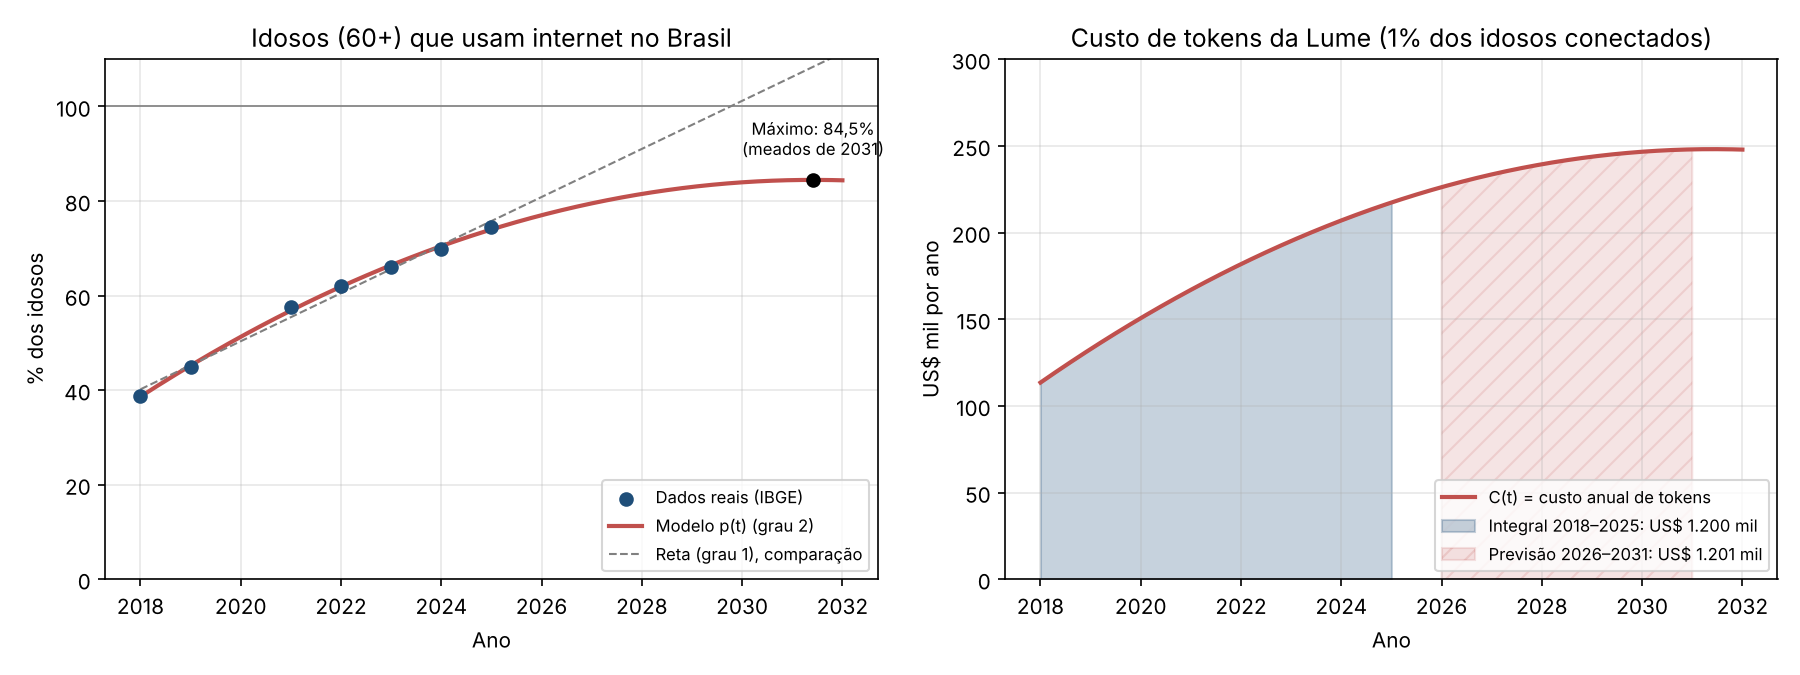 Idosos (60+) que usam internet no Brasil
% dos idosos
100
80
60
40
20
0
Máximo: 84,5%
(meados de 2031)
Dados reais (IBGE)
Modelo p(t) (grau 2)
Reta (grau 1), comparação
2018 2020 2022 2024 2026 2028 2030 2032
Ano
Custo de tokens da Lume (1% dos idosos conectados)
US$ mil por ano
300
250
200
150
100
50
0
C(t) = custo anual de tokens
Integral 2018–2025: US$ 1.200 mil
Previsão 2026–2031: US$ 1.201 mil
2018 2020 2022 2024 2026 2028 2030 2032
Ano